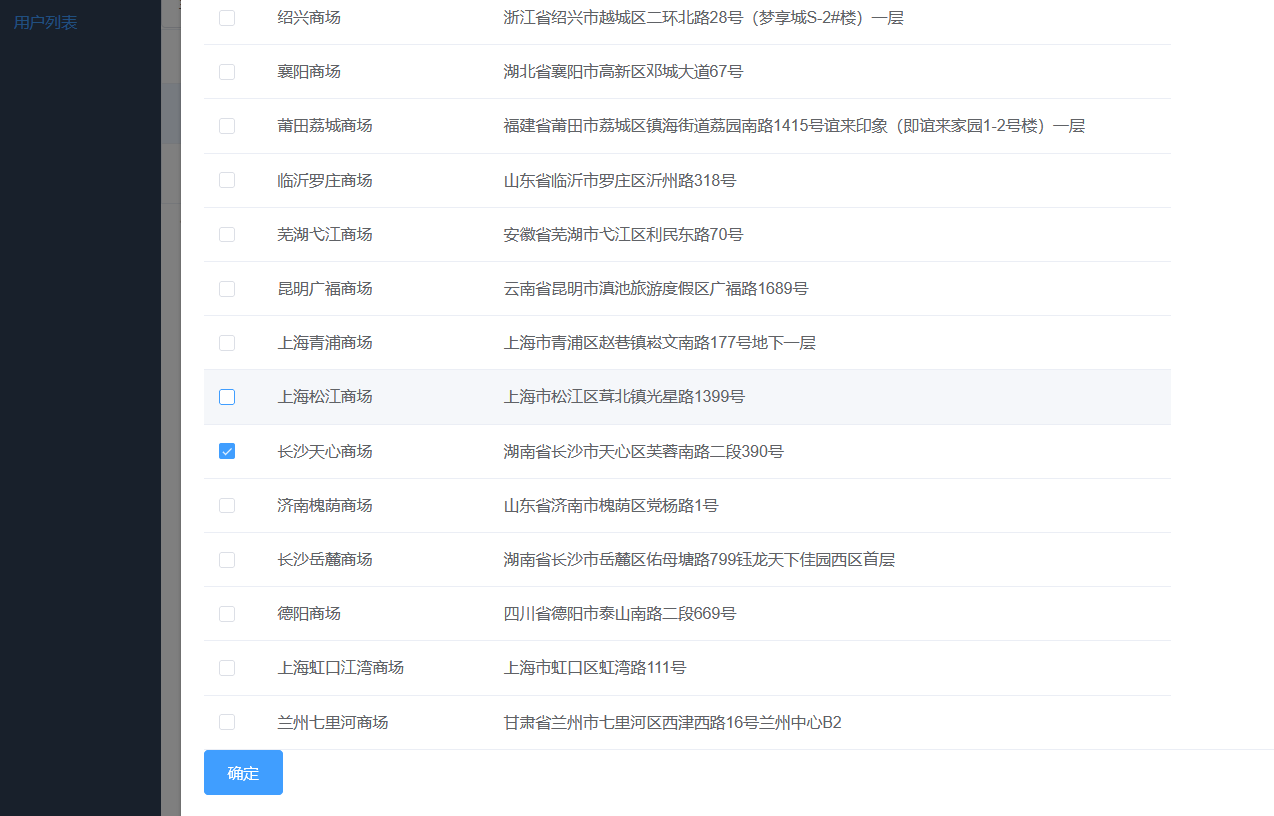 用户列表
绍兴商场 浙江省绍兴市越城区二环北路28号（梦享城S-2#楼）一层
襄阳商场 湖北省襄阳市高新区邓城大道67号
莆田荔城商场 福建省莆田市荔城区镇海街道荔园南路1415号谊来印象（即谊来家园1-2号楼）一层
临沂罗庄商场 山东省临沂市罗庄区沂州路318号
芜湖弋江商场 安徽省芜湖市弋江区利民东路70号
昆明广福商场 云南省昆明市滇池旅游度假区广福路1689号
上海青浦商场 上海市青浦区赵巷镇崧文南路177号地下一层
上海松江商场 上海市松江区茸北镇光星路1399号
长沙天心商场 湖南省长沙市天心区芙蓉南路二段390号
济南槐荫商场 山东省济南市槐荫区党杨路1号
长沙岳麓商场 湖南省长沙市岳麓区佑母塘路799钰龙天下佳园西区首层
德阳商场 四川省德阳市泰山南路二段669号
上海虹口江湾商场 上海市虹口区虹湾路111号
兰州七里河商场 甘肃省兰州市七里河区西津西路16号兰州中心B2
确定